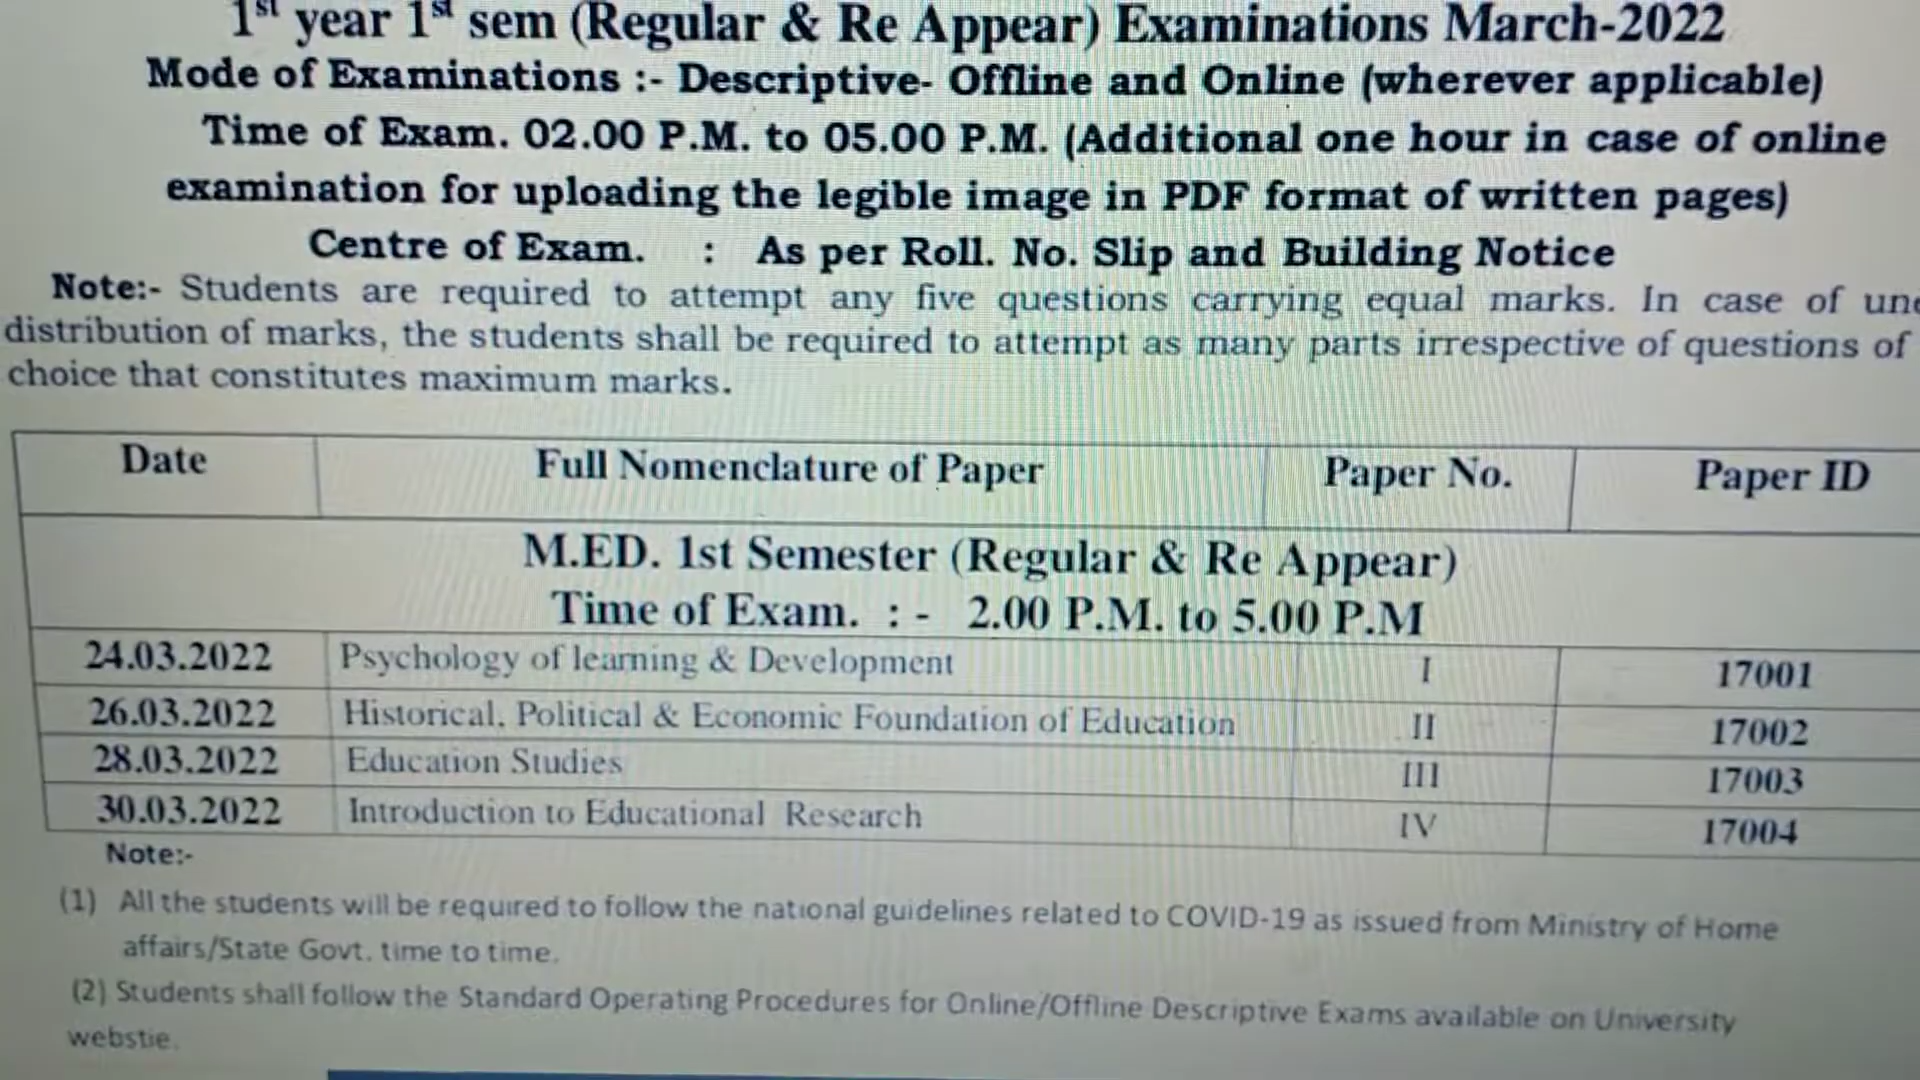 1st year 1st sem (Regular & Re Appear) Examinations March-2022
Mode of Examinations :- Descriptive- Offline and Online (wherever applicable)
Time of Exam. 02.00 P.M. to 05.00 P.M. (Additional one hour in case of online
examination for uploading the legible image in PDF format of written pages)
Centre of Exam. : As per Roll. No. Slip and Building Notice
Note:- Students are required to attempt any five questions carrying equal marks. In case of
distribution of marks, the students shall be required to attempt as many parts irrespective of questions of
choice that constitutes maximum marks.
Date Full Nomenclature of Paper Paper No. Paper ID
M.ED. 1st Semester (Regular & Re Appear)
Time of Exam. : - 2.00 P.M. to 5.00 P.M
24.03.2022 Psychology of learning & Development I 17001
26.03.2022 Historical. Political & Economic Foundation of Education II 17002
28.03.2022 Education Studies III 17003
30.03.2022 Introduction to Educational Research IV 17004
Note:-
(1) All the students will be required to follow the national guidelines related to COVID-19 as issued from Ministry of Home
affairs/State Govt. time to time.
(2) Students shall follow the Standard Operating Procedures for Online/Offline Descriptive Exams available on University
webstie.